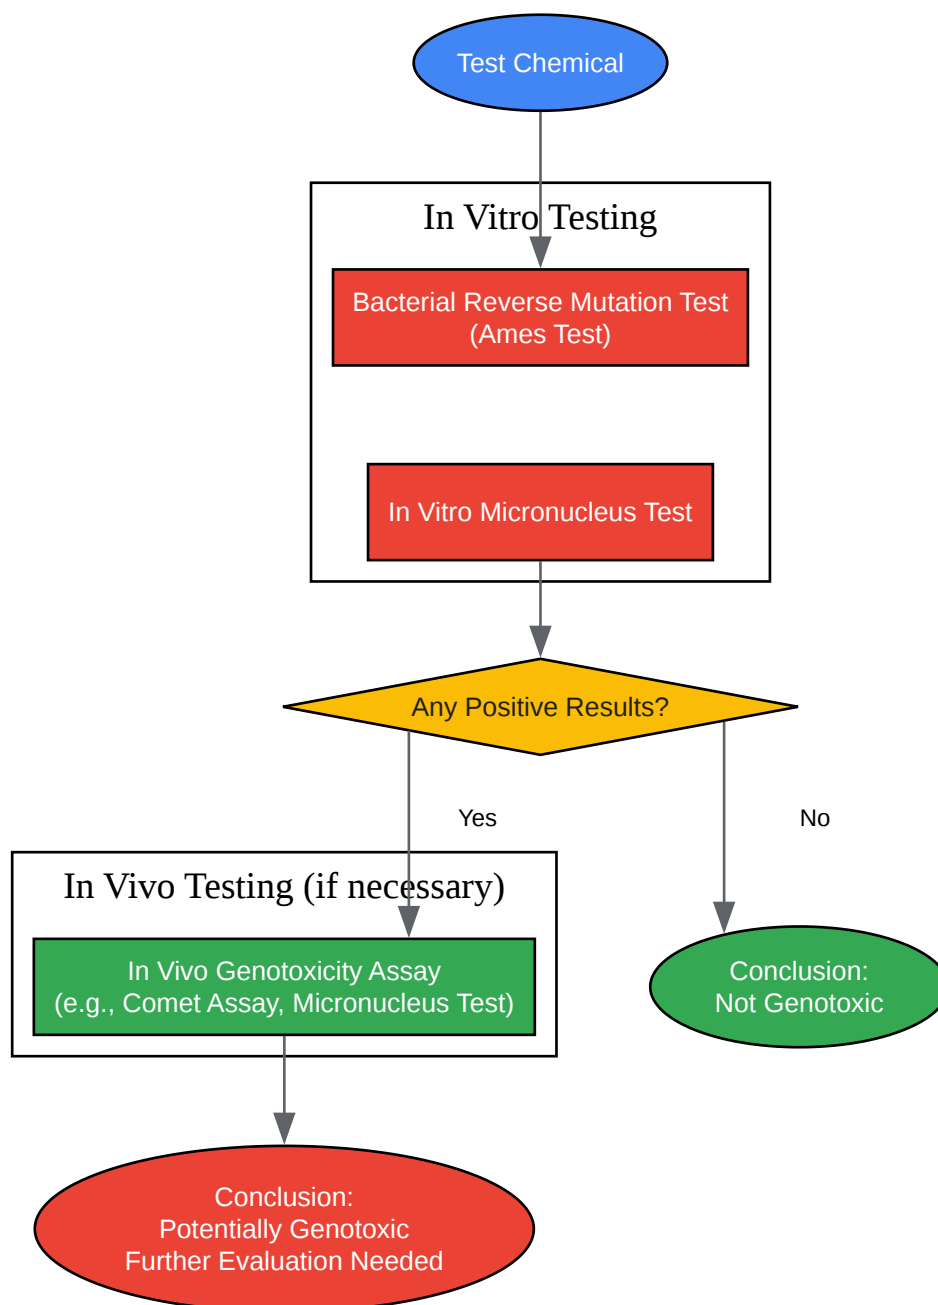 Test Chemical
In Vitro Testing
Bacterial Reverse Mutation Test
(Ames Test)
In Vitro Micronucleus Test
Any Positive Results?
Yes
No
In Vivo Testing (if necessary)
In Vivo Genotoxicity Assay
(e.g., Comet Assay, Micronucleus Test)
Conclusion:
Not Genotoxic
Conclusion:
Potentially Genotoxic
Further Evaluation Needed